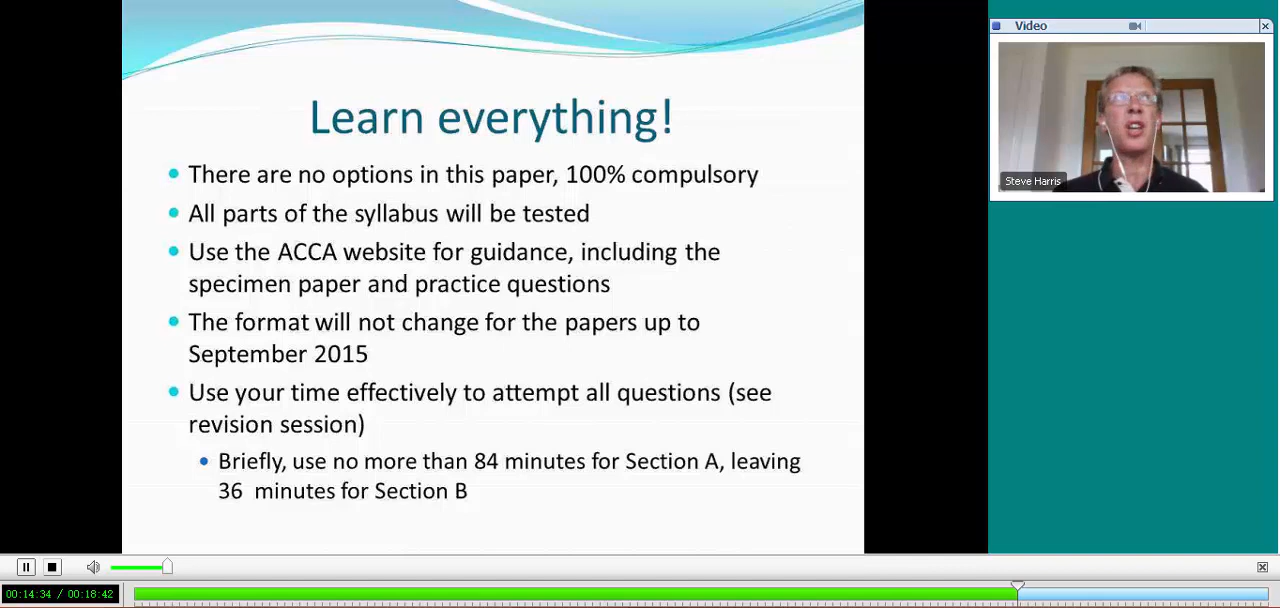 Learn everything!
There are no options in this paper, 100% compulsory
All parts of the syllabus will be tested
Use the ACCA website for guidance, including the
specimen paper and practice questions
The format will not change for the papers up to
September 2015
Use your time effectively to attempt all questions (see
revision session)
Briefly, use no more than 84 minutes for Section A, leaving
36 minutes for Section B
Video
Steve Harris
00:14:34 / 00:18:42